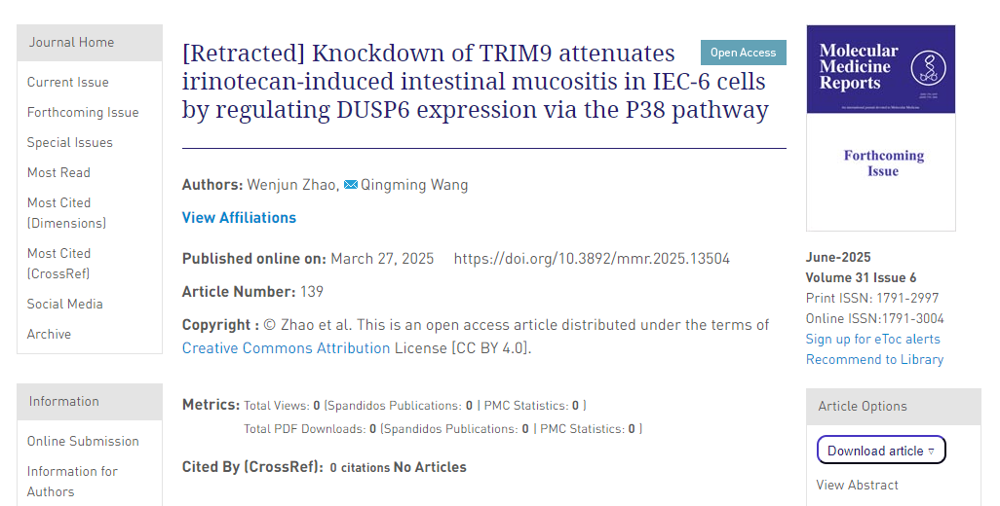 Journal Home
Current Issue
Forthcoming Issue
Special Issues
Most Read
Most Cited
(Dimensions)
Most Cited
(CrossRef)
Social Media
Archive
Information
Online Submission
Information for
Authors
[Retracted] Knockdown of TRIM9 attenuates
irinotecan-induced intestinal mucositis in IEC-6 cells
by regulating DUSP6 expression via the P38 pathway
Open Access
Authors: Wenjun Zhao, Qingming Wang
View Affiliations
Published online on: March 27, 2025 https://doi.org/10.3892/mmr.2025.13504
Article Number: 139
Copyright : © Zhao et al. This is an open access article distributed under the terms of
Creative Commons Attribution License [CC BY 4.0].
Metrics: Total Views: 0 (Spandidos Publications: 0 | PMC Statistics: 0 )
Total PDF Downloads: 0 (Spandidos Publications: 0 | PMC Statistics: 0 )
Cited By (CrossRef): 0 citations No Articles
Molecular
Medicine
Reports
Forthcoming
Issue
June-2025
Volume 31 Issue 6
Print ISSN: 1791-2997
Online ISSN:1791-3004
Sign up for eToc alerts
Recommend to Library
Article Options
Download article ▿
View Abstract